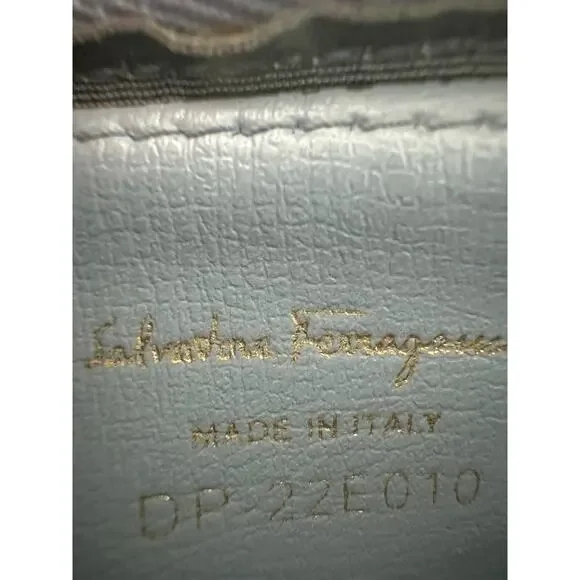 Salvatore Ferragamo
MADE IN ITALY
DP 22E010